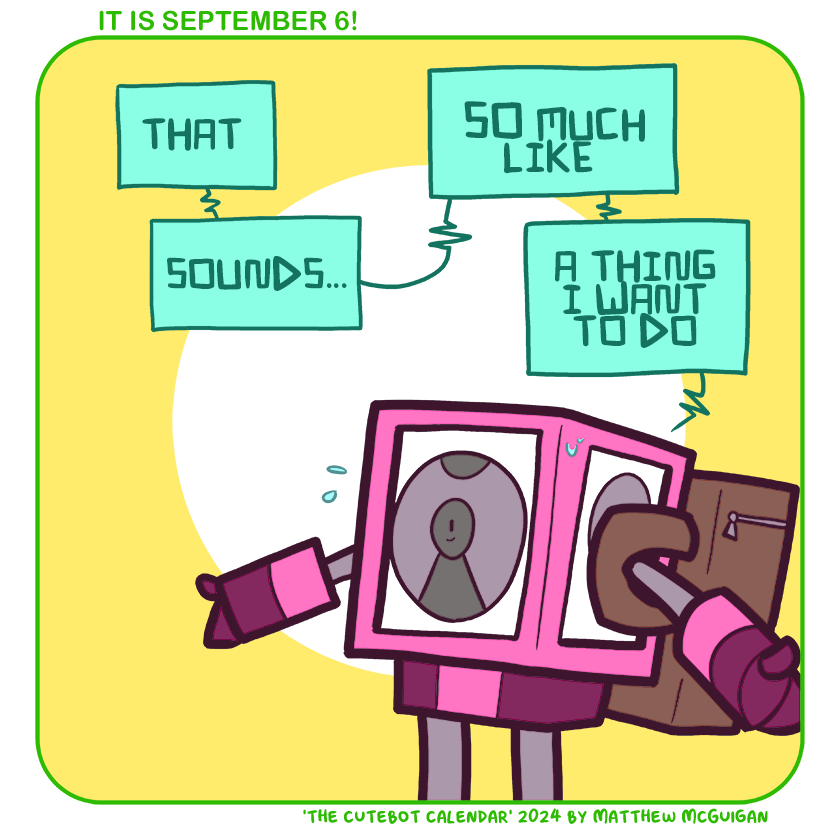 IT IS SEPTEMBER 6!
THAT
SOUNDS...
SO MUCH
LIKE
A THING
I WANT
TO DO
'THE CUTEBOT CALENDAR' 2024 BY MATTHEW MCGUIGAN